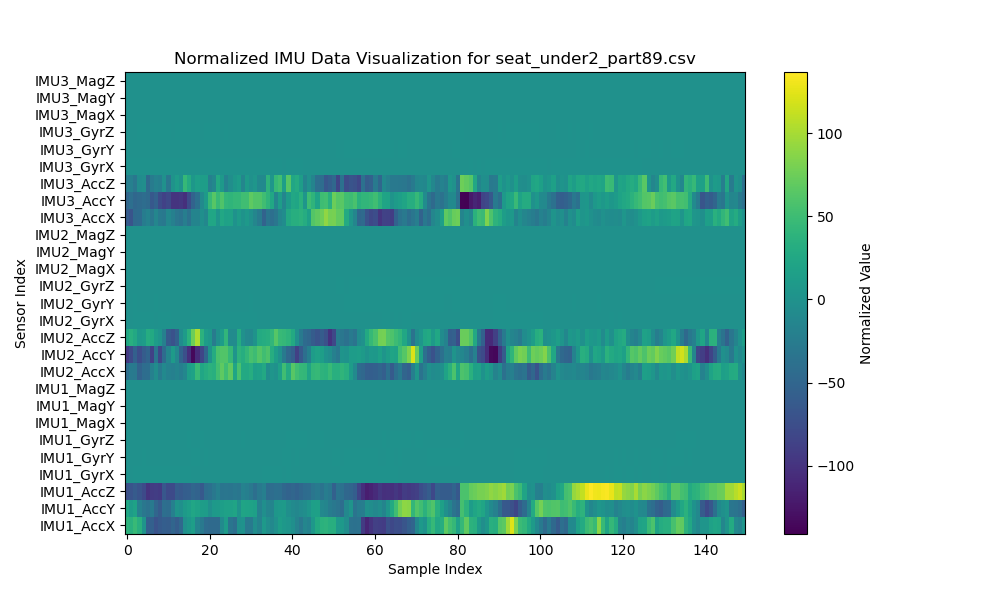 Normalized IMU Data Visualization for seat_under2_part89.csv
IMU3_MagZ
IMU3_MagY
IMU3_MagX
IMU3_GyrZ
IMU3_GyrY
IMU3_GyrX
IMU3_AccZ
IMU3_AccY
IMU3_AccX
IMU2_MagZ
IMU2_MagY
IMU2_MagX
IMU2_GyrZ
IMU2_GyrY
IMU2_GyrX
IMU2_AccZ
IMU2_AccY
IMU2_AccX
IMU1_MagZ
IMU1_MagY
IMU1_MagX
IMU1_GyrZ
IMU1_GyrY
IMU1_GyrX
IMU1_AccZ
IMU1_AccY
IMU1_AccX
Sensor Index
0 20 40 60 80 100 120 140
Sample Index
100
50
0
−50
−100
Normalized Value